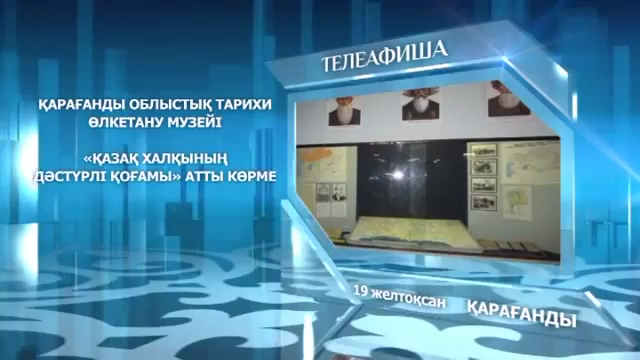 ТЕЛЕАФИША
ҚАРАҒАНДЫ ОБЛЫСТЫҚ ТАРИХИ
ӨЛКЕТАНУ МУЗЕЙІ
«ҚАЗАҚ ХАЛҚЫНЫҢ
ДӘСТҮРЛІ ҚОҒАМЫ» АТТЫ КӨРМЕ
19 желтоқсан ҚАРАҒАНДЫ